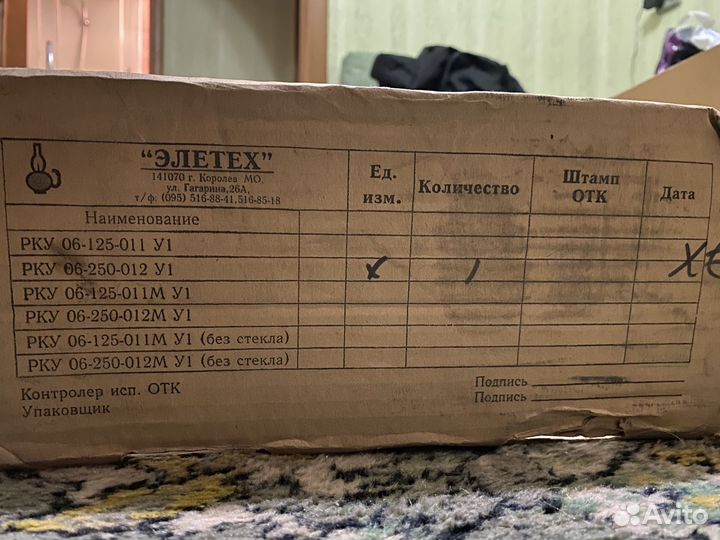 "ЭЛЕТЕХ"
141070 г. Королев МО,
ул. Гагарина,26А,
т/ф: (095) 516-88-41, 516-85-18
Ед. изм.
Количество
Штамп ОТК
Дата
Наименование
РКУ 06-125-011 У1
РКУ 06-250-012 У1 x 1
РКУ 06-125-011М У1
РКУ 06-250-012М У1
РКУ 06-125-011М У1 (без стекла)
РКУ 06-250-012М У1 (без стекла)
Контролер исп. ОТК Подпись
Упаковщик Подпись
Avito